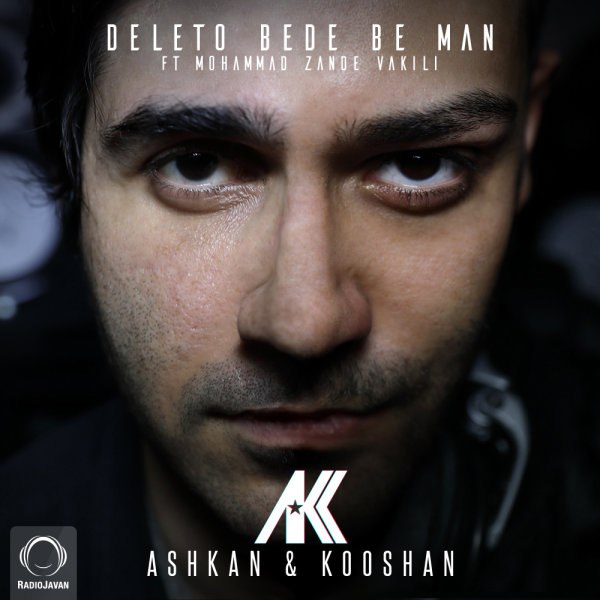 DELETO BEDE BE MAN
FT MOHAMMAD ZANDE VAKILI
AK
ASHKAN & KOOSHAN
RADIOJAVAN